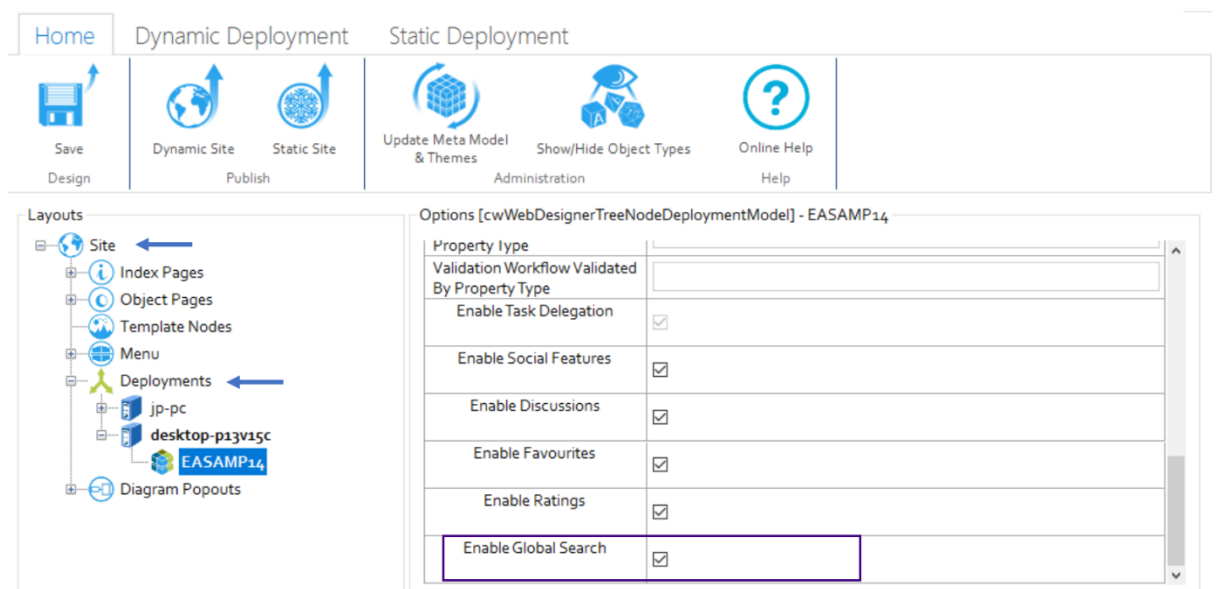 Home Dynamic Deployment Static Deployment
Save Dynamic Site Static Site Update Meta Model & Themes Show/Hide Object Types Online Help
Design Publish Administration Help
Layouts
Site
Index Pages
Object Pages
Template Nodes
Menu
Deployments
jp-pc
desktop-p13v15c
EASAMP14
Diagram Popouts
Options [cwWebDesignerTreeNodeDeploymentModel] - EASAMP14
Property Type
Validation Workflow Validated
By Property Type
Enable Task Delegation
Enable Social Features
Enable Discussions
Enable Favourites
Enable Ratings
Enable Global Search